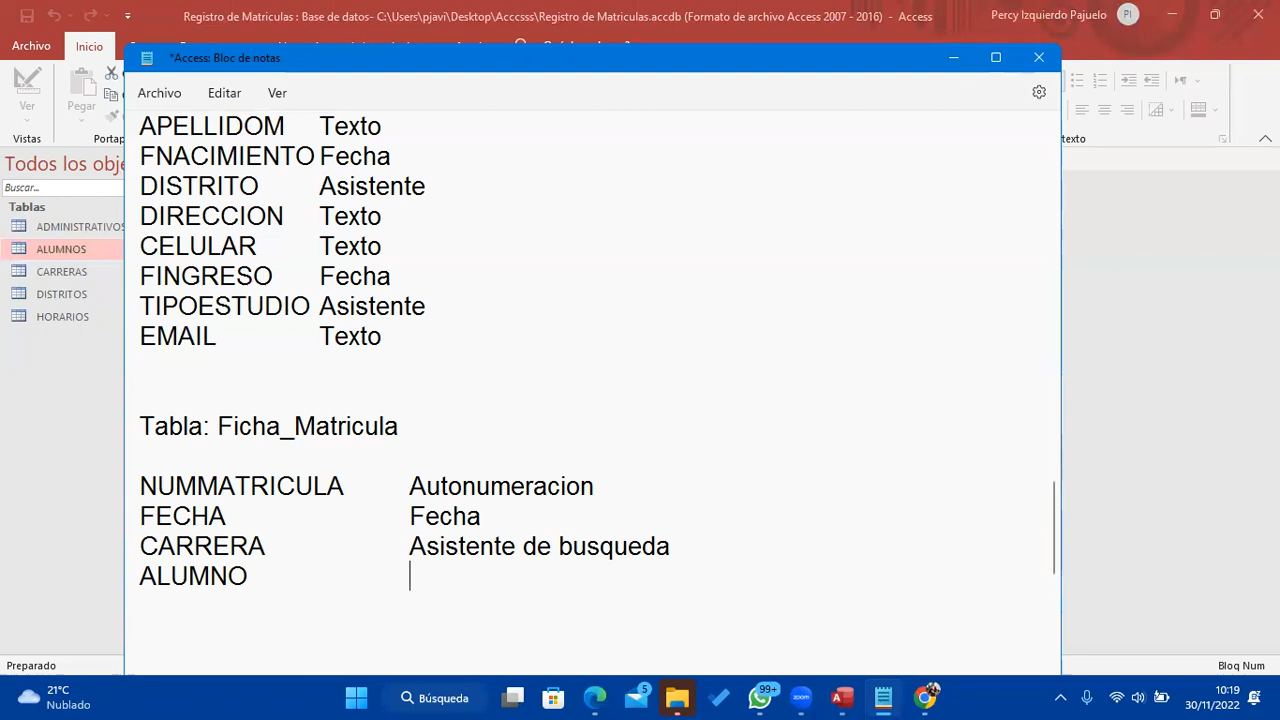 Registro de Matriculas : Base de datos- C:\Users\pjavi\Desktop\Acccsss\Registro de Matriculas.accdb (Formato de archivo Access 2007 - 2016) - Access
Percy Izquierdo Pajuelo
PI
Archivo
Inicio
*Access: Bloc de notas
Archivo
Editar
Ver
Ver
Pegar
Vistas
Portap
texto
Todos los obje
Buscar...
Tablas
ADMINISTRATIVOS
ALUMNOS
CARRERAS
DISTRITOS
HORARIOS
APELLIDOM Texto
FNACIMIENTO Fecha
DISTRITO Asistente
DIRECCION Texto
CELULAR Texto
FINGRESO Fecha
TIPOESTUDIO Asistente
EMAIL Texto
Tabla: Ficha_Matricula
NUMMATRICULA Autonumeracion
FECHA Fecha
CARRERA Asistente de busqueda
ALUMNO
Preparado
Bloq Num
21°C
Nublado
Búsqueda
5
99+
zoom
10:19
30/11/2022